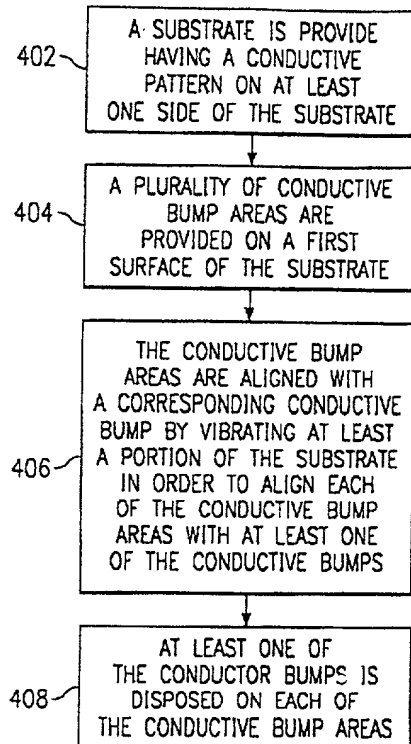 402
A SUBSTRATE IS PROVIDE
HAVING A CONDUCTIVE
PATTERN ON AT LEAST
ONE SIDE OF THE SUBSTRATE
404
A PLURALITY OF CONDUCTIVE
BUMP AREAS ARE
PROVIDED ON A FIRST
SURFACE OF THE SUBSTRATE
406
THE CONDUCTIVE BUMP
AREAS ARE ALIGNED WITH
A CORRESPONDING CONDUCTIVE
BUMP BY VIBRATING AT LEAST
A PORTION OF THE SUBSTRATE
IN ORDER TO ALIGN EACH
OF THE CONDUCTIVE BUMP
AREAS WITH AT LEAST ONE
OF THE CONDUCTIVE BUMPS
408
AT LEAST ONE OF
THE CONDUCTOR BUMPS IS
DISPOSED ON EACH OF
THE CONDUCTIVE BUMP AREAS